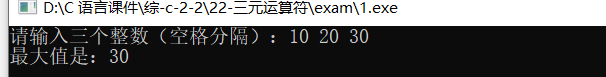 D:\C 语言课件\综-c-2-2\22-三元运算符\exam\1.exe
请输入三个整数（空格分隔）：10 20 30
最大值是：30